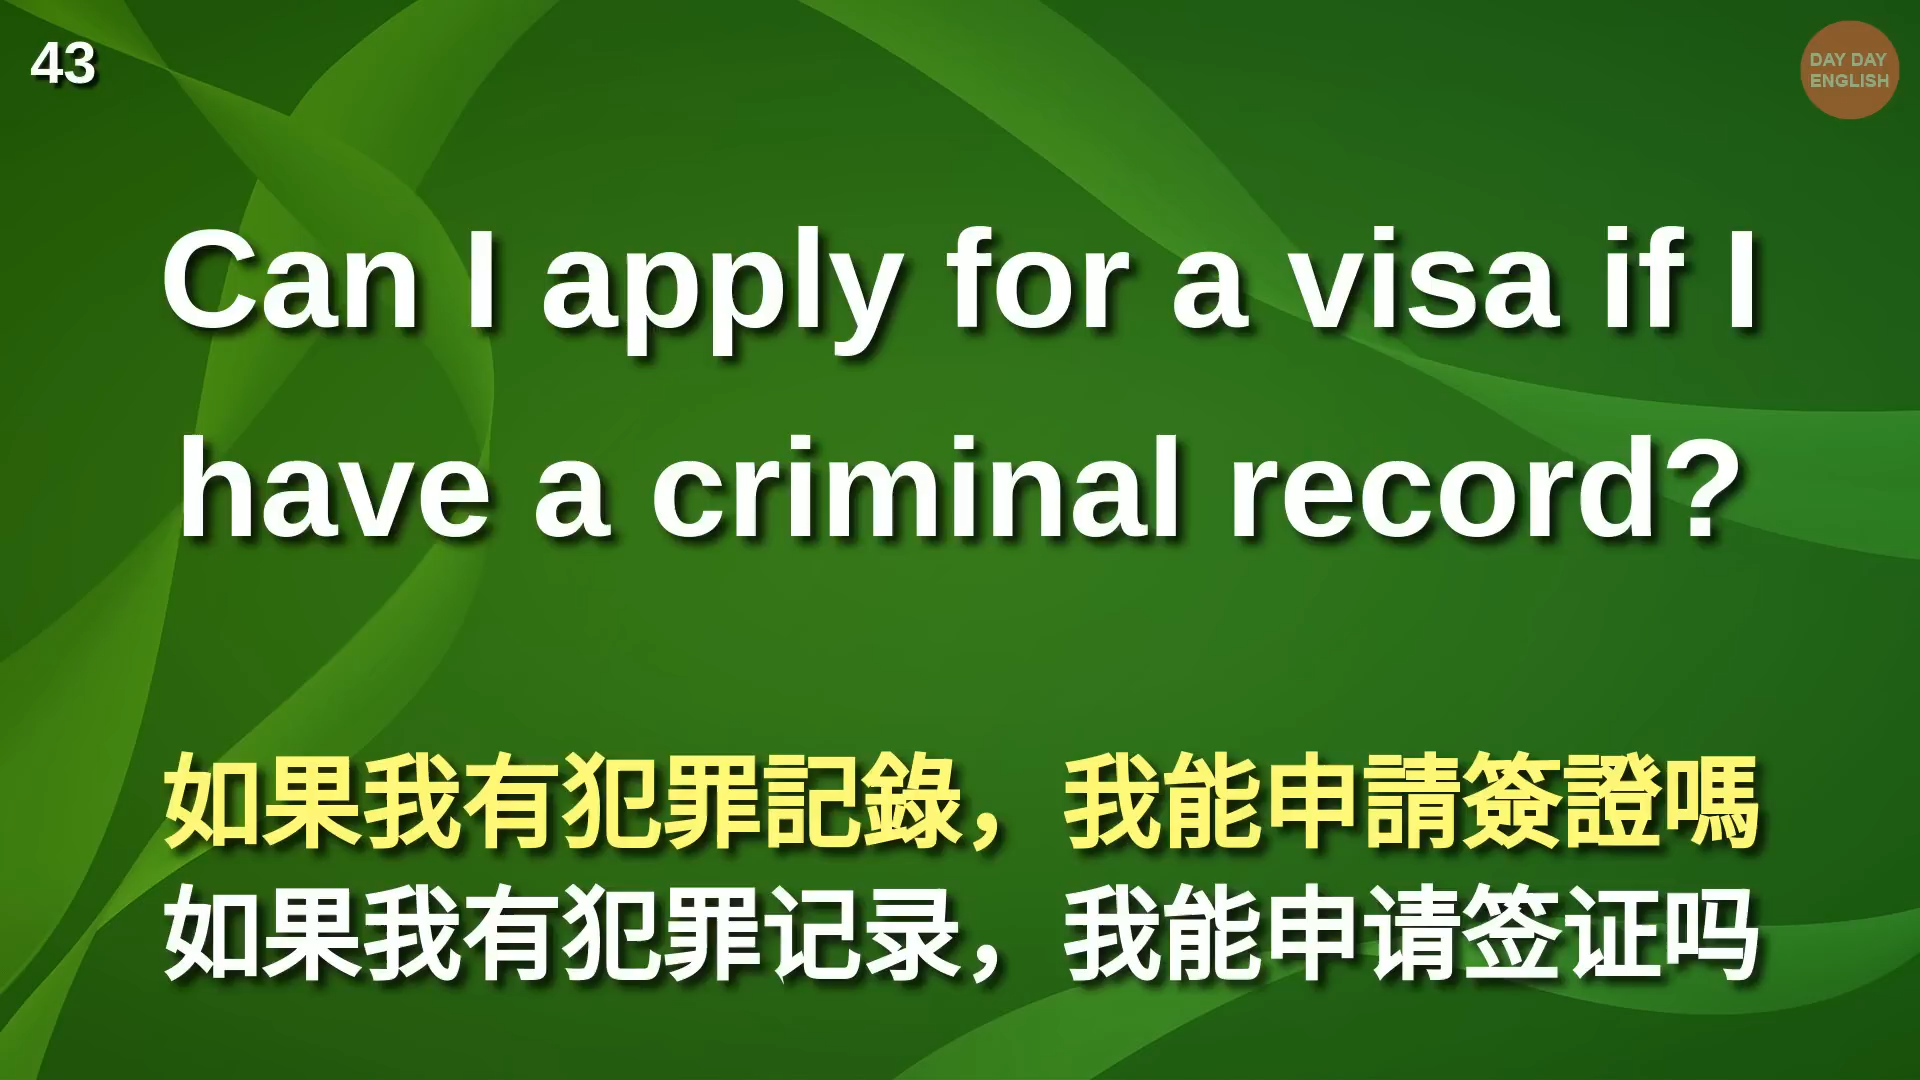 43
DAY DAY
ENGLISH
Can I apply for a visa if I
have a criminal record?
如果我有犯罪記錄，我能申請簽證嗎
如果我有犯罪记录，我能申请签证吗